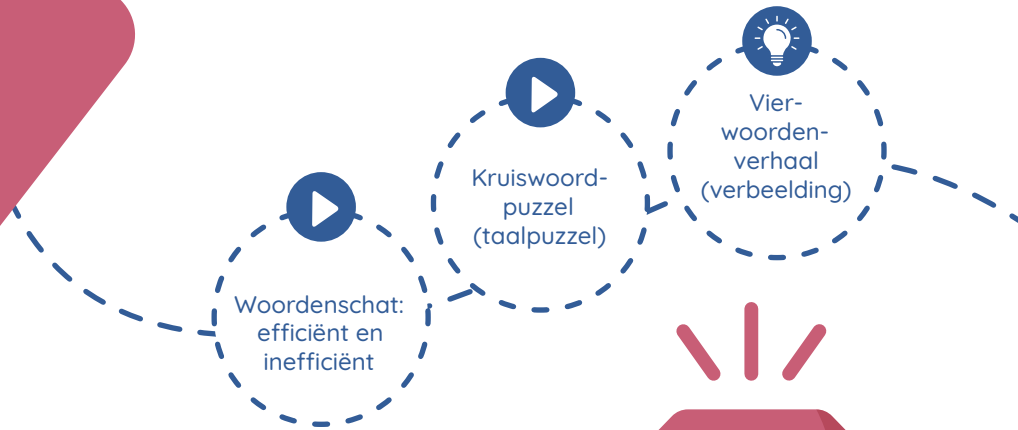 Woordenschat:
efficiënt en
inefficiënt
Kruiswoord-
puzzel
(taalpuzzel)
Vier-
woorden-
verhaal
(verbeelding)